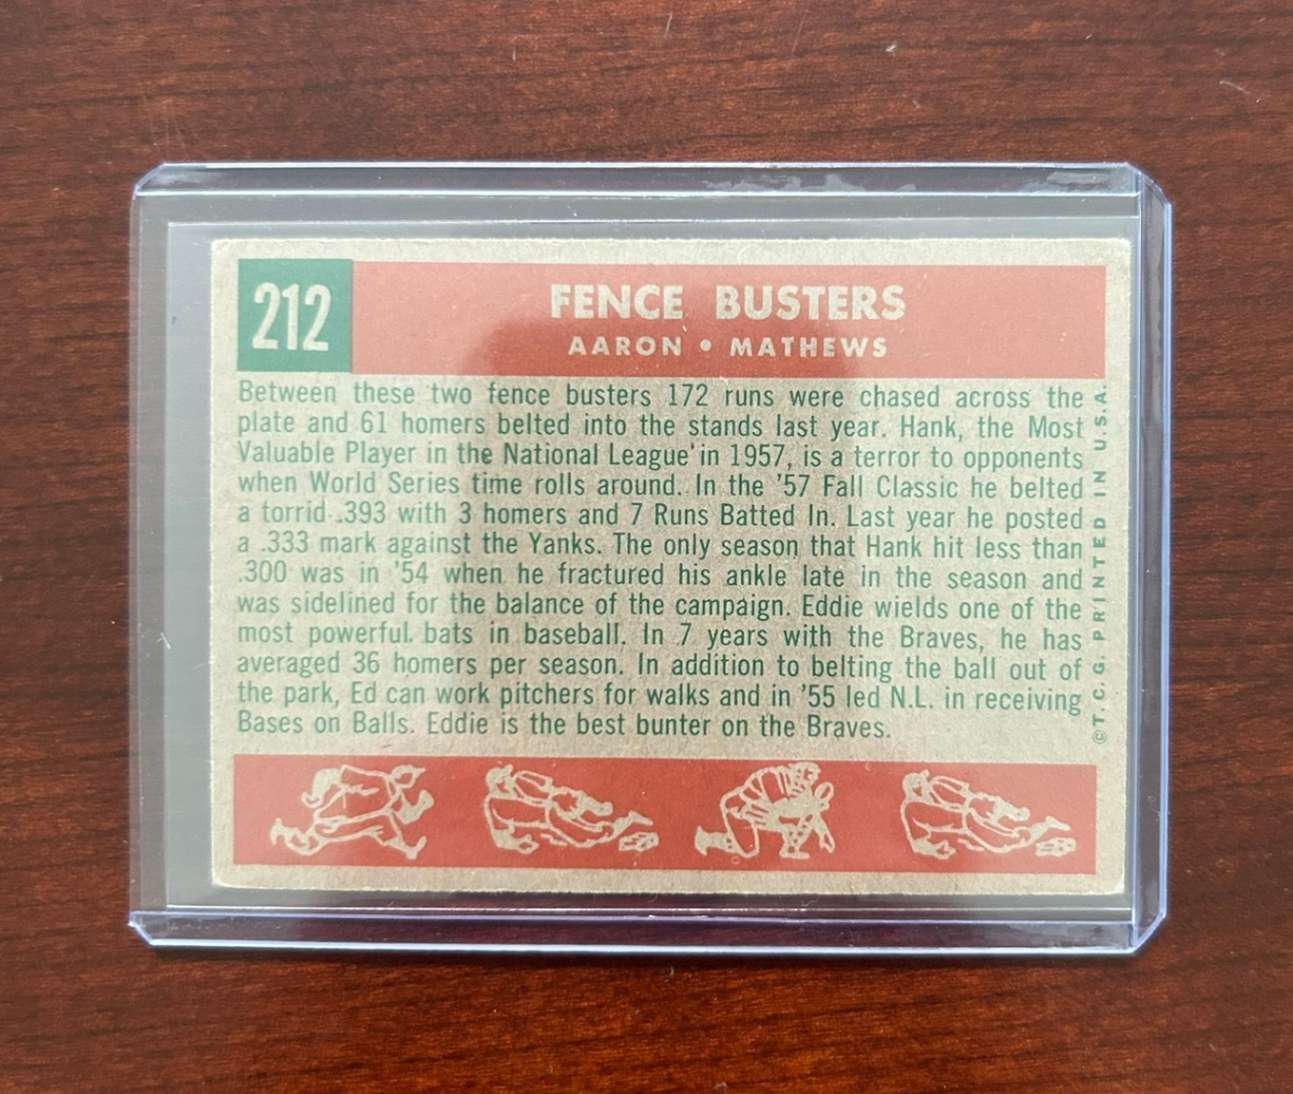 212
FENCE BUSTERS
AARON • MATHEWS
Between these two fence busters 172 runs were chased across the
plate and 61 homers belted into the stands last year. Hank, the Most
Valuable Player in the National League in 1957, is a terror to opponents
when World Series time rolls around. In the '57 Fall Classic he belted
a torrid .393 with 3 homers and 7 Runs Batted In. Last year he posted
a .333 mark against the Yanks. The only season that Hank hit less than
.300 was in '54 when he fractured his ankle late in the season and
was sidelined for the balance of the campaign. Eddie wields one of the
most powerful bats in baseball. In 7 years with the Braves, he has
averaged 36 homers per season. In addition to belting the ball out of
the park, Ed can work pitchers for walks and in '55 led N.L. in receiving
Bases on Balls. Eddie is the best bunter on the Braves.
©T.C.G. PRINTED IN U.S.A.